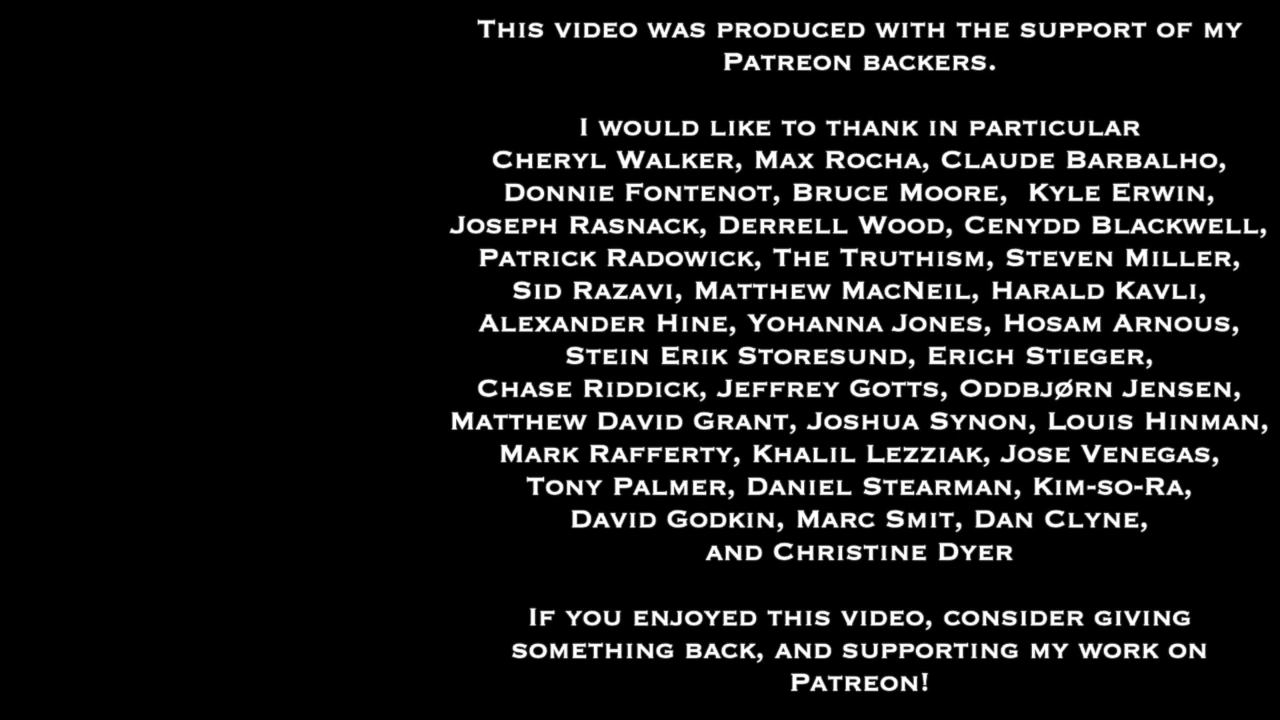 This video was produced with the support of my
Patreon backers.
I would like to thank in particular
Cheryl Walker, Max Rocha, Claude Barbalho,
Donnie Fontenot, Bruce Moore,  Kyle Erwin,
Joseph Rasnack, Derrell Wood, Cenydd Blackwell,
Patrick Radowick, The Truthism, Steven Miller,
Sid Razavi, Matthew MacNeil, Harald Kavli,
Alexander Hine, Yohanna Jones, Hosam Arnous,
Stein Erik Storesund, Erich Stieger,
Chase Riddick, Jeffrey Gotts, Oddbjørn Jensen,
Matthew David Grant, Joshua Synon, Louis Hinman,
Mark Rafferty, Khalil Lezziak, Jose Venegas,
Tony Palmer, Daniel Stearman, Kim-so-Ra,
David Godkin, Marc Smit, Dan Clyne,
and Christine Dyer
If you enjoyed this video, consider giving
something back, and supporting my work on
Patreon!